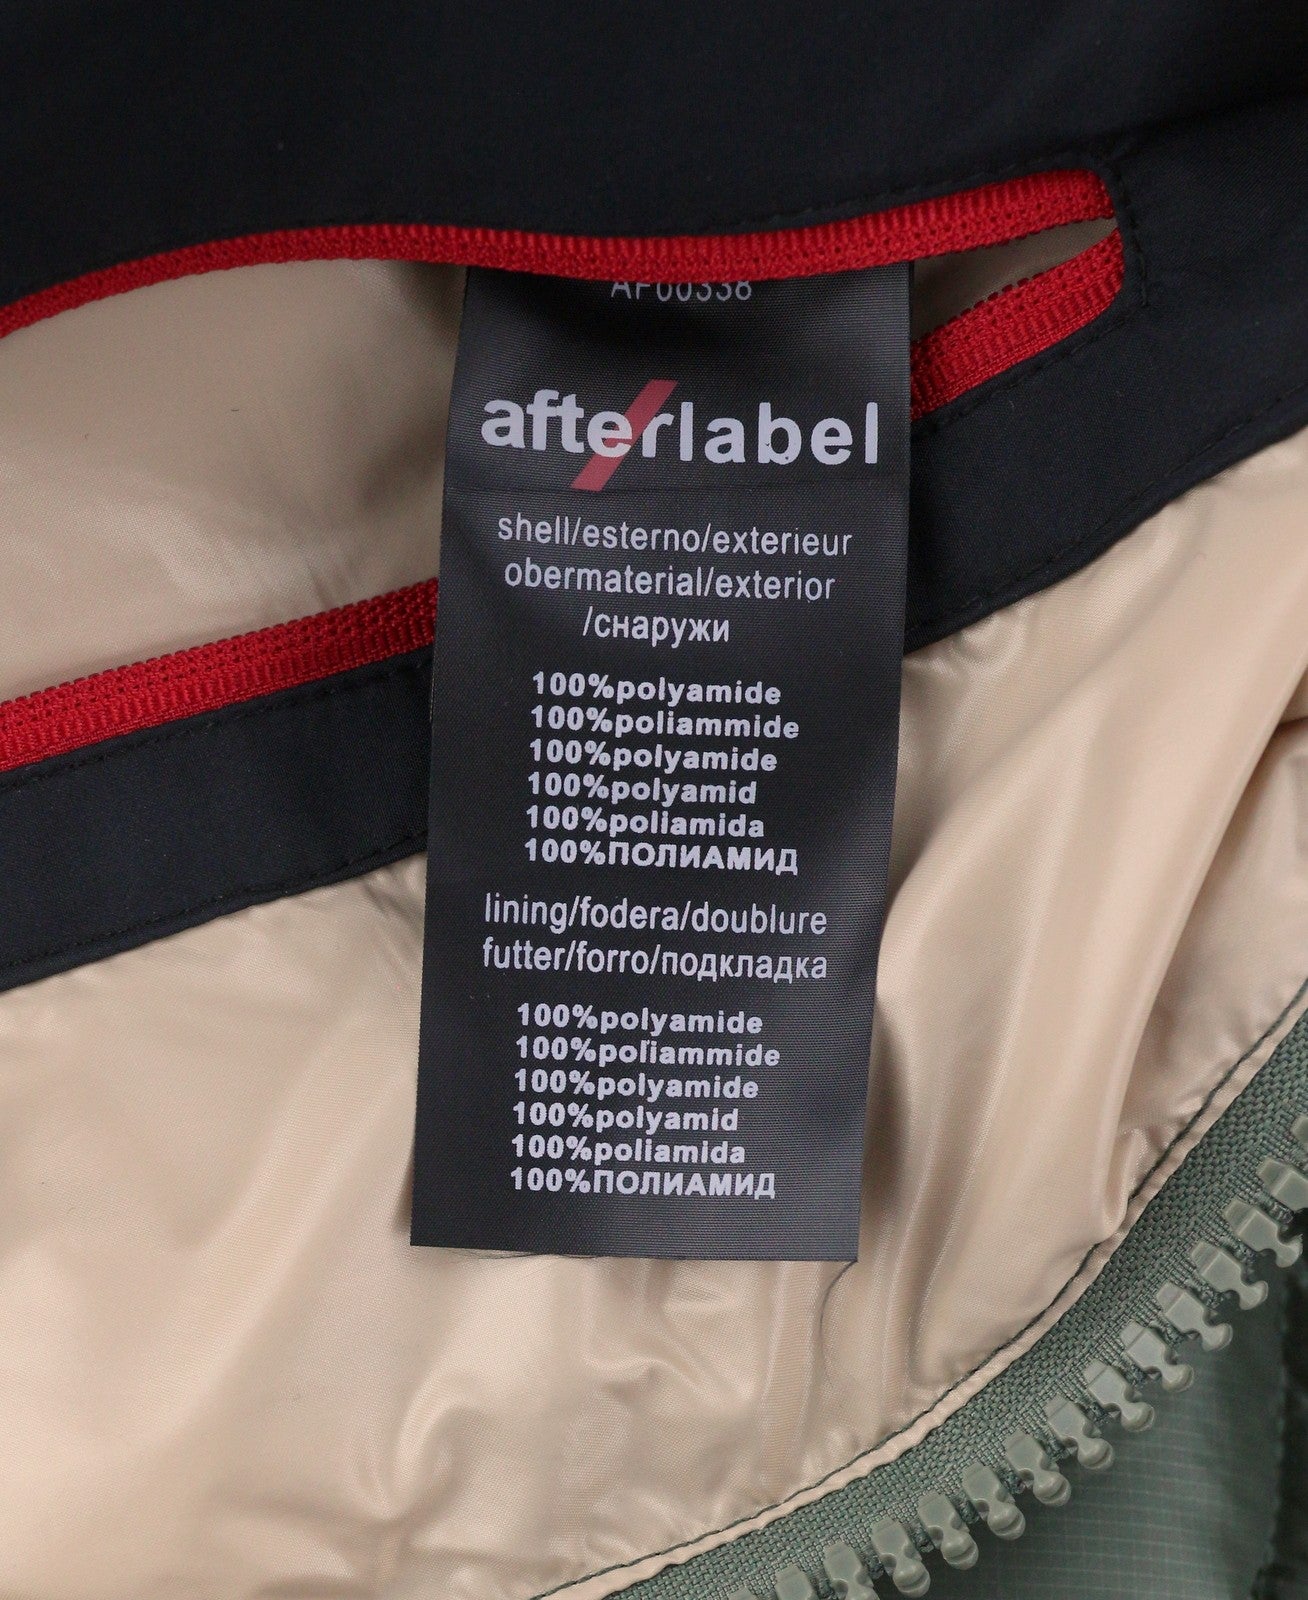 AF00338
afterlabel
shell/esterno/exterieur
obermaterial/exterior
/снаружи
100%polyamide
100%poliammide
100%polyamide
100%polyamid
100%poliamida
100%ПОЛИАМИД
lining/fodera/doublure
futter/forro/подкладка
100%polyamide
100%poliammide
100%polyamide
100%polyamid
100%poliamida
100%ПОЛИАМИД